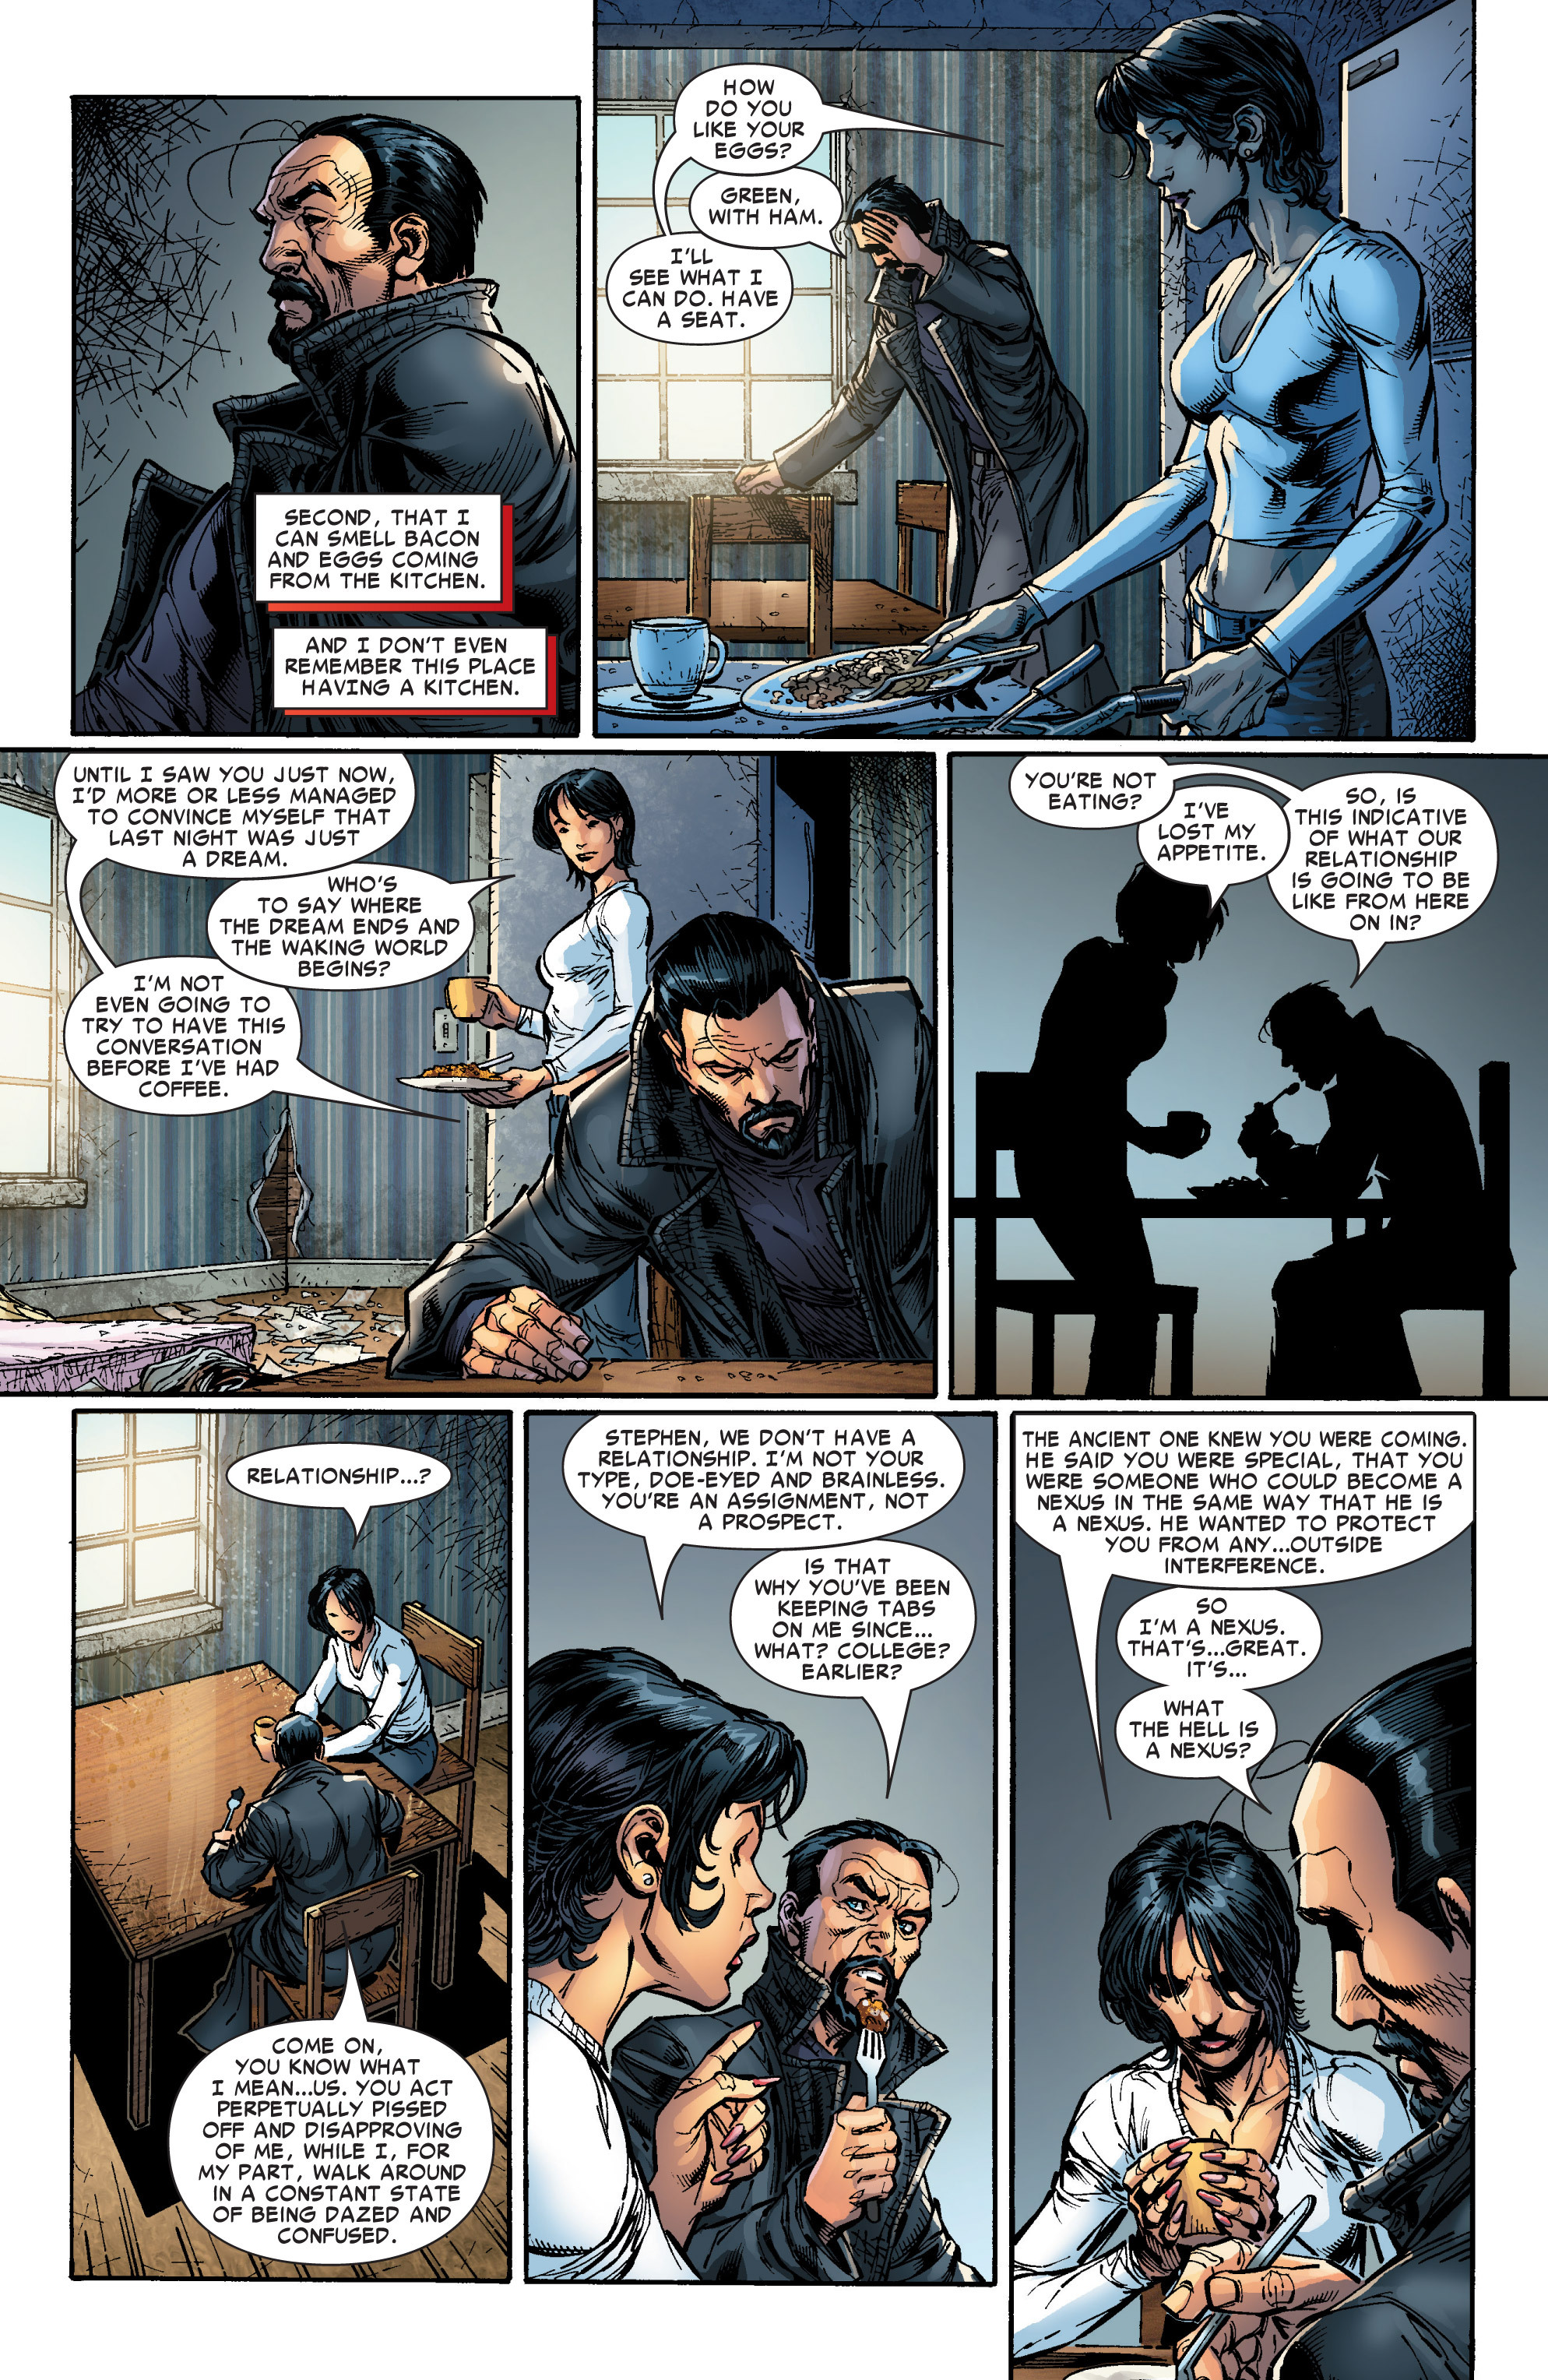 SECOND, THAT I
CAN SMELL BACON
AND EGGS COMING
FROM THE KITCHEN.
AND I DON'T EVEN
REMEMBER THIS PLACE
HAVING A KITCHEN.
HOW
DO YOU
LIKE YOUR
EGGS?
GREEN,
WITH HAM.
I'LL
SEE WHAT I
CAN DO. HAVE
A SEAT.
UNTIL I SAW YOU JUST NOW,
I'D MORE OR LESS MANAGED
TO CONVINCE MYSELF THAT
LAST NIGHT WAS JUST
A DREAM.
WHO'S
TO SAY WHERE
THE DREAM ENDS AND
THE WAKING WORLD
BEGINS?
I'M NOT
EVEN GOING TO
TRY TO HAVE THIS
CONVERSATION
BEFORE I'VE HAD
COFFEE.
YOU'RE NOT
EATING?
I'VE
LOST MY
APPETITE.
SO, IS
THIS INDICATIVE
OF WHAT OUR
RELATIONSHIP
IS GOING TO BE
LIKE FROM HERE
ON IN?
RELATIONSHIP...?
COME ON,
YOU KNOW WHAT
I MEAN...US. YOU ACT
PERPETUALLY PISSED
OFF AND DISAPPROVING
OF ME, WHILE I, FOR
MY PART, WALK AROUND
IN A CONSTANT STATE
OF BEING DAZED AND
CONFUSED.
STEPHEN, WE DON'T HAVE A
RELATIONSHIP. I'M NOT YOUR
TYPE, DOE-EYED AND BRAINLESS.
YOU'RE AN ASSIGNMENT, NOT
A PROSPECT.
IS THAT
WHY YOU'VE BEEN
KEEPING TABS
ON ME SINCE...
WHAT? COLLEGE?
EARLIER?
THE ANCIENT ONE KNEW YOU WERE COMING.
HE SAID YOU WERE SPECIAL, THAT YOU
WERE SOMEONE WHO COULD BECOME A
NEXUS IN THE SAME WAY THAT HE IS
A NEXUS. HE WANTED TO PROTECT
YOU FROM ANY...OUTSIDE
INTERFERENCE.
SO
I'M A NEXUS.
THAT'S...GREAT.
IT'S...
WHAT
THE HELL IS
A NEXUS?